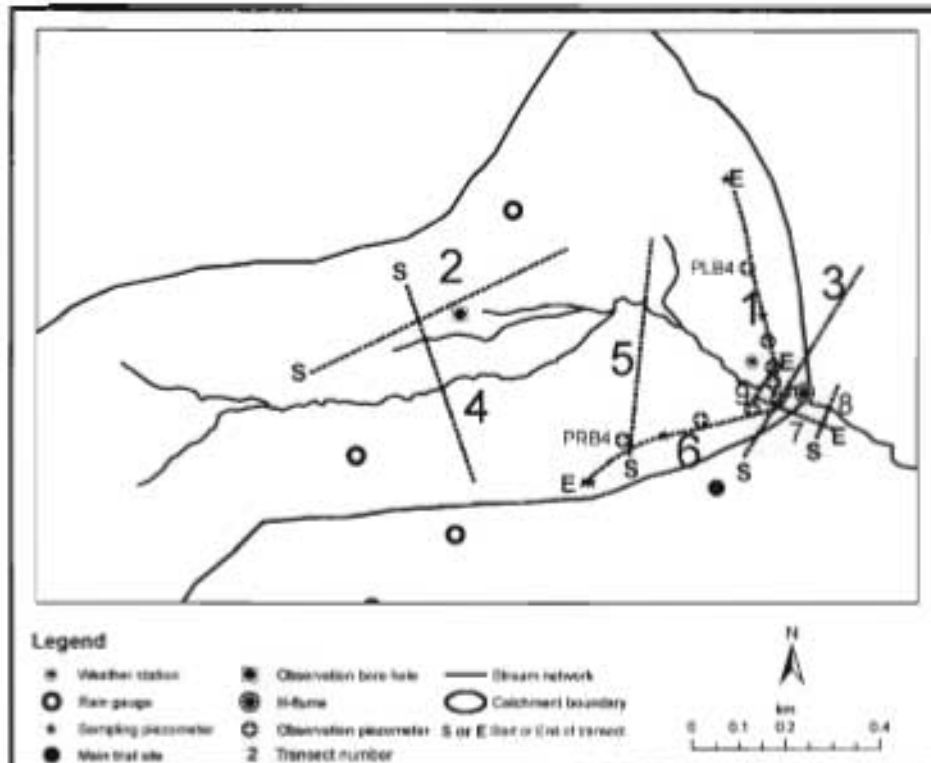 E
PLB4
3
S
2
1
E
5
4
S
9
8
7
E
S
PRB4
6
S
S
E
Legend
Weather station
Observation bore hole
Stream network
Rain gauge
H-flume
Catchment boundary
Sampling piezometer
Observation piezometer
S or E Start or End of transect
Main trial site
2 Transect number
N
km
0 0.1 0.2 0.4